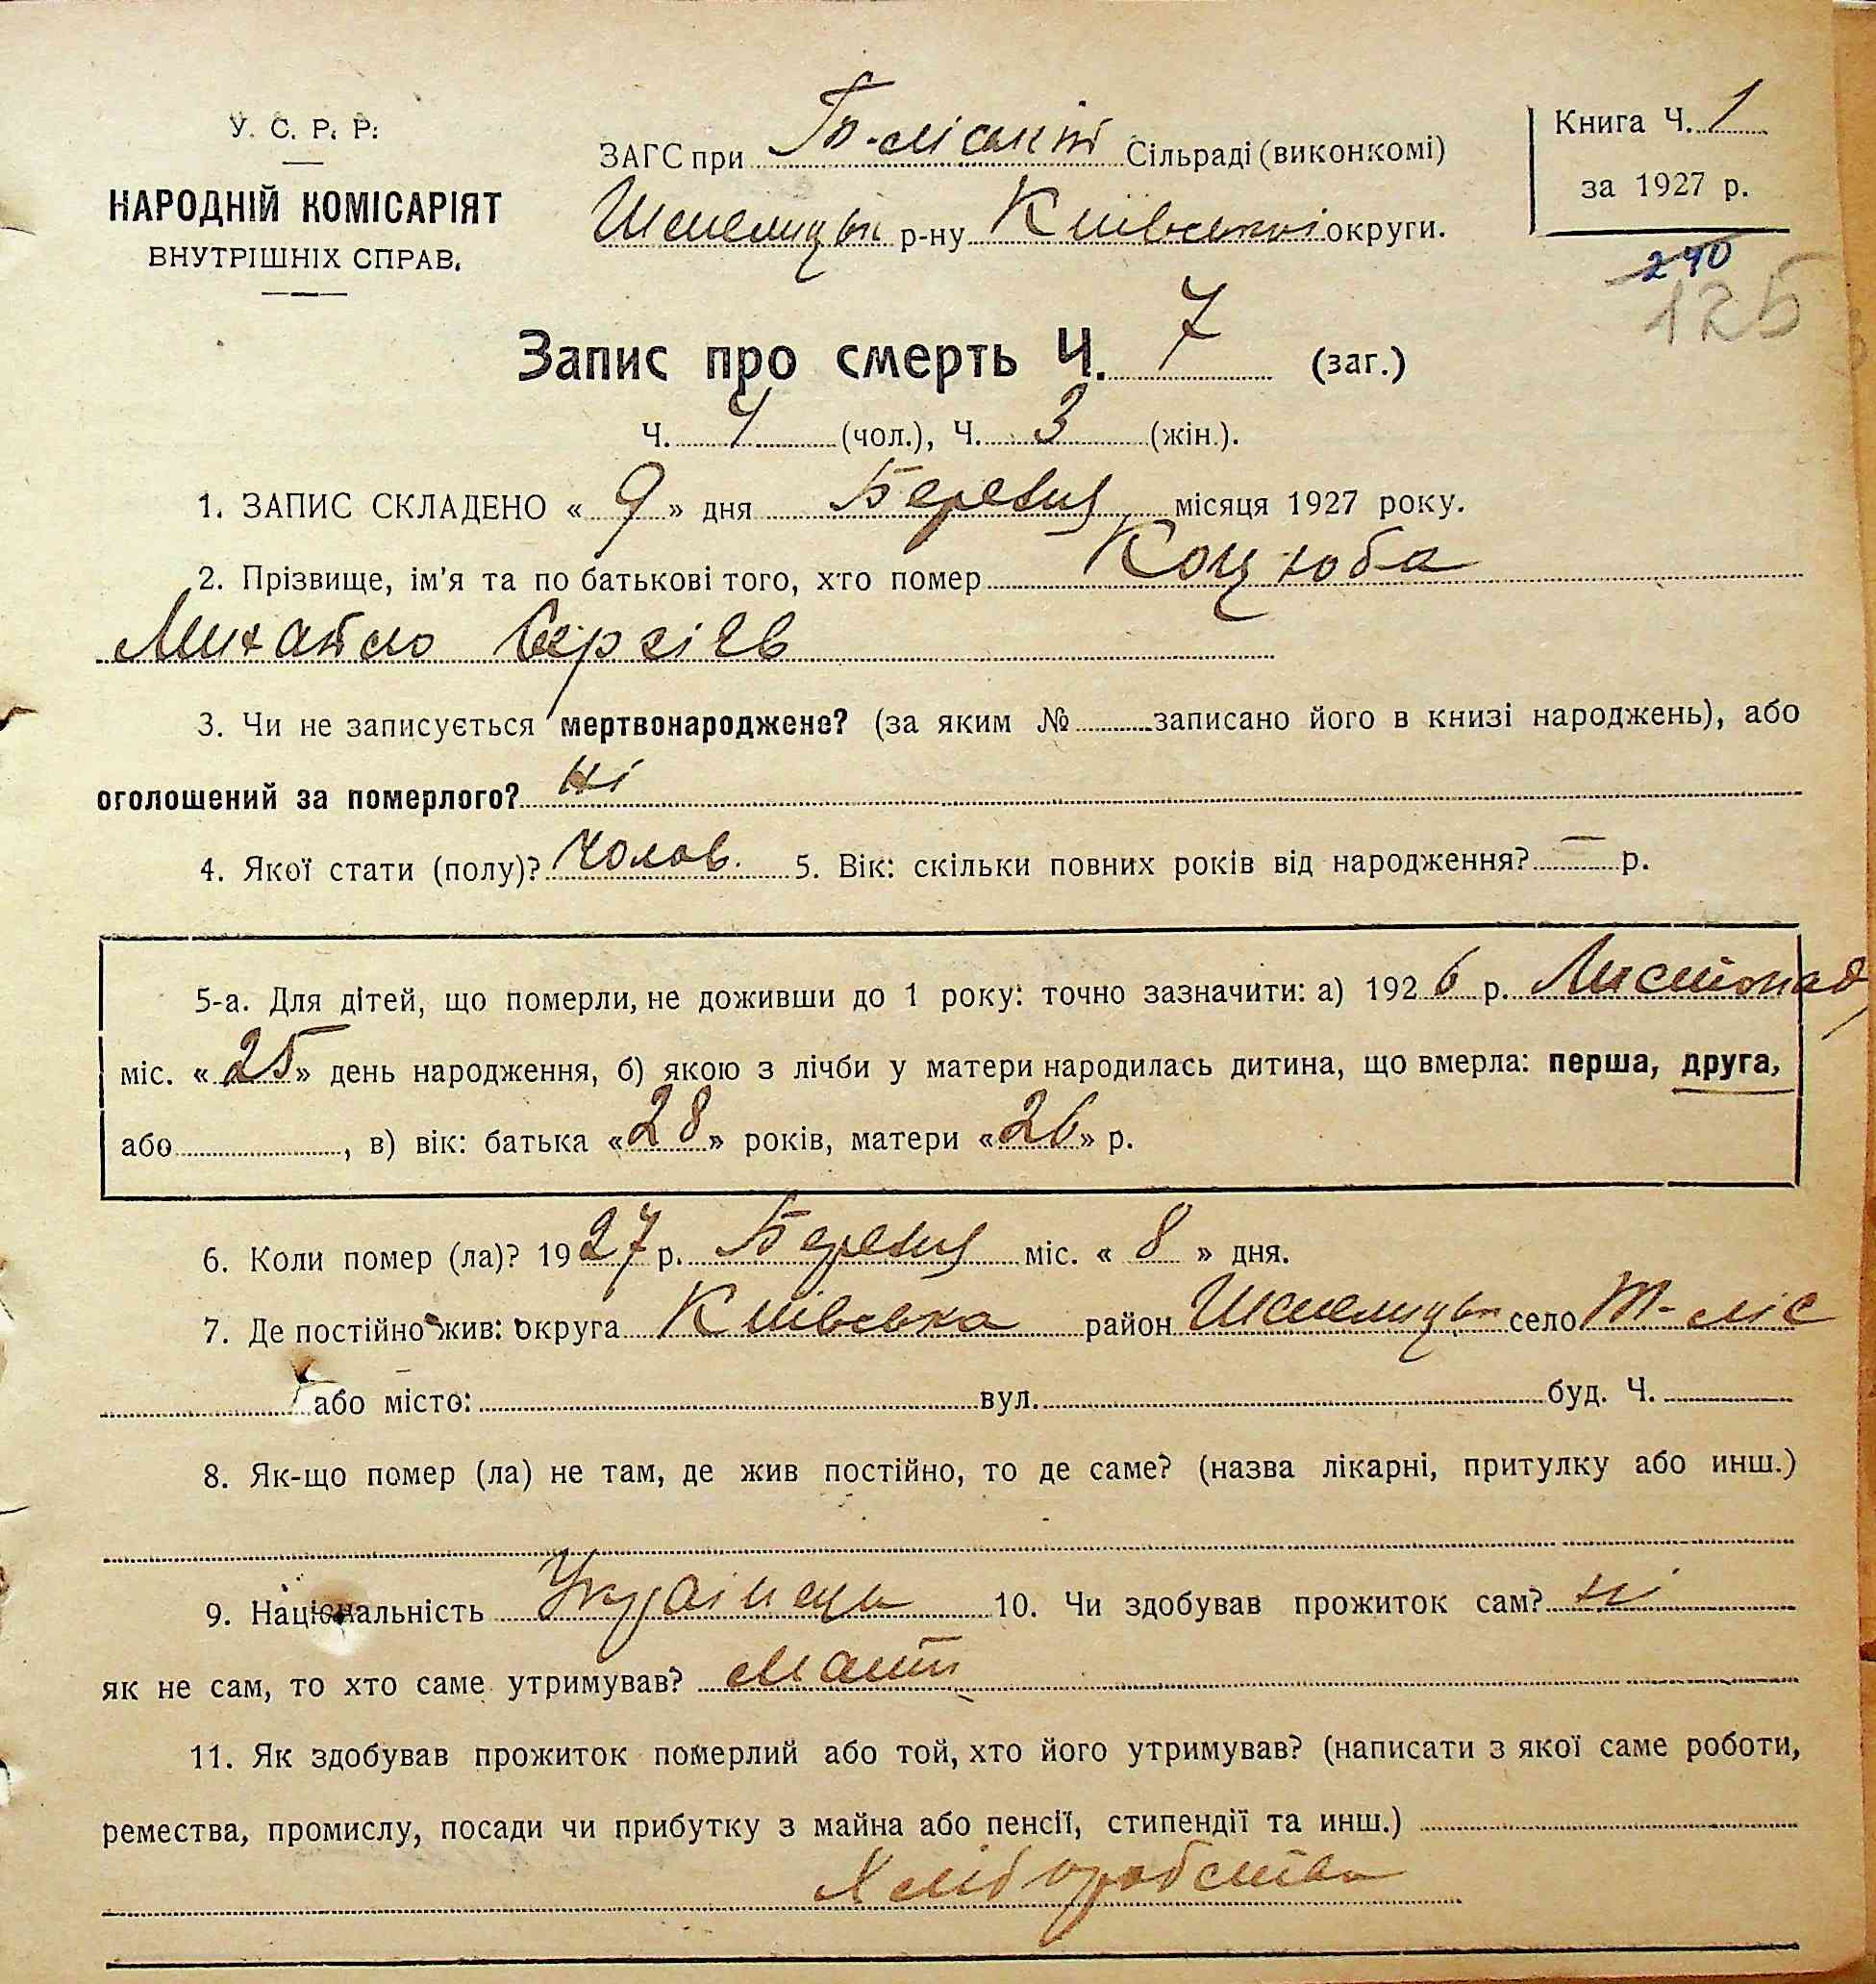 У. С. Р. Р.
НАРОДНІЙ КОМІСАРІЯТ
ВНУТРІШНІХ СПРАВ.
ЗАГС при Т-ліській Сільраді (виконкомі)
Шемелицьк р-ну Київської округи.
Книга Ч. 1
за 1927 р.
240
125
Запис про смерть Ч. 7 (заг.)
Ч. 4 (чол.), Ч. 3 (жін.).
1. ЗАПИС СКЛАДЕНО « 9 » дня Березня місяця 1927 року.
2. Прізвище, ім'я та по батькові того, хто помер Коцюба
Михайло Сергіїв
3. Чи не записується мертвонароджене? (за яким № записано його в книзі народжень), або
оголошений за померлого? Ні
4. Якої стати (полу)? Чолов. 5. Вік: скільки повних років від народження? — р.
5-а. Для дітей, що померли, не доживши до 1 року: точно зазначити: а) 1926 р. Листопад
міс. « 25 » день народження, б) якою з лічби у матери народилась дитина, що вмерла: перша, друга,
або , в) вік: батька « 28 » років, матери « 26 » р.
6. Коли помер (ла)? 1927 р. Березня міс. « 8 » дня.
7. Де постійно жив: округа Київська район село Т-ліс
або місто: вул. буд. Ч.
8. Як-що помер (ла) не там, де жив постійно, то де саме? (назва лікарні, притулку або инш.)
9. Національність Українець 10. Чи здобував прожиток сам? ні
як не сам, то хто саме утримував? Мати
11. Як здобував прожиток померлий або той, хто його утримував? (написати з якої саме роботи,
ремества, промислу, посади чи прибутку з майна або пенсії, стипендії та инш.)
Хліборобство